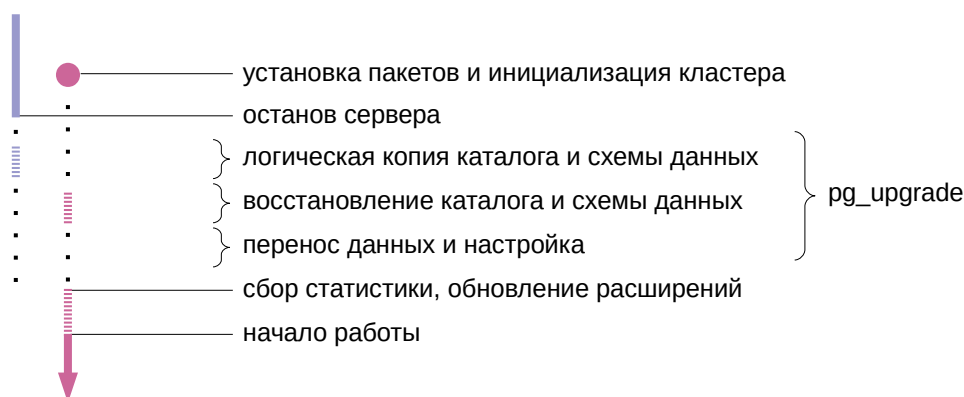 установка пакетов и инициализация кластера
останов сервера
логическая копия каталога и схемы данных
восстановление каталога и схемы данных
pg_upgrade
перенос данных и настройка
сбор статистики, обновление расширений
начало работы